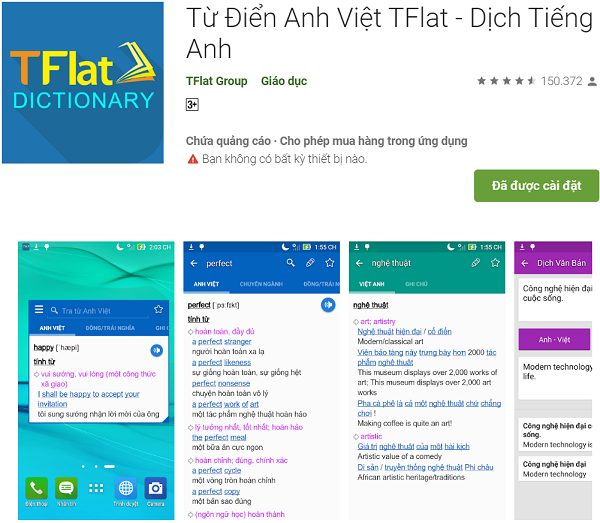 TFlat
DICTIONARY
Từ Điển Anh Việt TFlat - Dịch Tiếng
Anh
TFlat Group Giáo dục
150.372
3+
Chứa quảng cáo · Cho phép mua hàng trong ứng dụng
Bạn không có bất kỳ thiết bị nào.
Đã được cài đặt
2:03 CH
Tra từ Anh Việt
ANH VIỆT ĐỒNG/TRÁI NGHĨA GHI C
happy [ˈhæpi]
tính từ
vui sướng, vui lòng (một công thức
xã giao)
I shall be happy to accept your
invitation
tôi sung sướng nhận lời mời của ông
Điện thoại
Nhắn tin
Trình duyệt
Camera
1:55 CH
perfect
ANH VIỆT CHUYÊN NGÀNH ĐỒNG/TR
perfect [ˈpɜːfɪkt]
tính từ
hoàn toàn, đầy đủ
a perfect stranger
người hoàn toàn xa lạ
a perfect likeness
sự giống hoàn toàn, sự giống hệt
perfect nonsense
chuyện hoàn toàn vô lý
a perfect work of art
một tác phẩm nghệ thuật hoàn hảo
lý tưởng nhất, tốt nhất; hoàn hảo
the perfect meal
một bữa ăn cực ngon
hoàn chỉnh; đúng, chính xác
a perfect cycle
một vòng tròn hoàn chỉnh
a perfect copy
một bản sao đúng
(ngôn ngữ học) hoàn thành
1:55 CH
nghệ thuật
VIỆT ANH GHI CHÚ
nghệ thuật
art; artistry
Nghệ thuật hiện đại / cổ điển
Modern/classical art
Viện bảo tàng này trưng bày hơn 2000 tác
phẩm nghệ thuật
This museum displays over 2,000 works of
art; This museum displays over 2,000 art
works
Pha cà phê là cả một nghệ thuật chứ chẳng
chơi !
Making coffee is quite an art!
artistic
Giá trị nghệ thuật của một hài kịch
Artistic value of a comedy
Di sản / truyền thống nghệ thuật Phi châu
African artistic heritage/traditions
Dịch Văn Bản
Công nghệ hiện đại
cuộc sống.
Anh - Việt
Modern technology
life.
Công nghệ hiện đại c
sống.
Modern technology is
Công nghệ hiện đại
Modern technology is